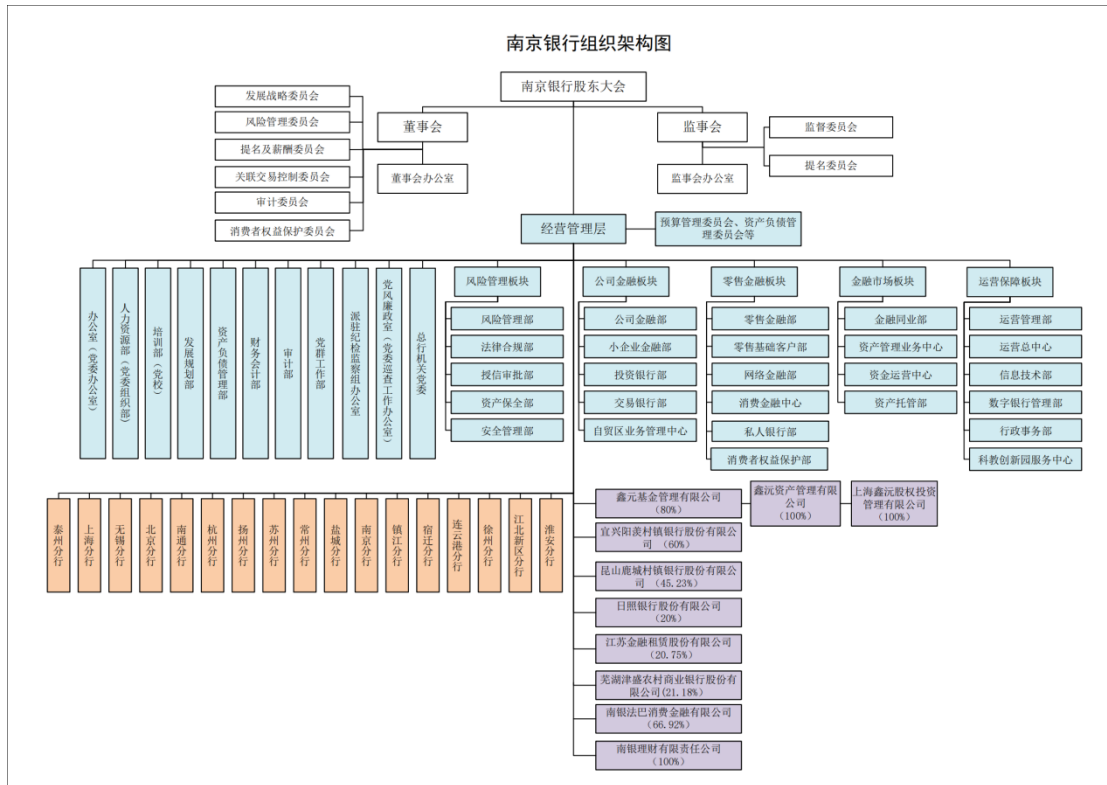 南京银行组织架构图
南京银行股东大会
发展战略委员会
风险管理委员会
提名及薪酬委员会
关联交易控制委员会
审计委员会
消费者权益保护委员会
董事会
董事会办公室
监事会
监事会办公室
监督委员会
提名委员会
经营管理层
预算管理委员会、资产负债管
理委员会等
办公室（党委办公室）
人力资源部（党委组织部）
培训部（党校）
发展规划部
资产负债管理部
财务会计部
审计部
党群工作部
派驻纪检监察组办公室
党风廉政室（党委巡查工作办公室）
总行机关党委
风险管理板块
风险管理部
法律合规部
授信审批部
资产保全部
安全管理部
公司金融板块
公司金融部
小企业金融部
投资银行部
交易银行部
自贸区业务管理中心
零售金融板块
零售金融部
零售基础客户部
网络金融部
消费金融中心
私人银行部
消费者权益保护部
金融市场板块
金融同业部
资产管理业务中心
资金运营中心
资产托管部
运营保障板块
运营管理部
运营总中心
信息技术部
数字银行管理部
行政事务部
科教创新园服务中心
泰州分行
上海分行
无锡分行
北京分行
南通分行
杭州分行
扬州分行
苏州分行
常州分行
盐城分行
南京分行
镇江分行
宿迁分行
连云港分行
徐州分行
江北新区分行
淮安分行
鑫元基金管理有限公司
（80%）
鑫沅资产管理有限公司
（100%）
上海鑫沅股权投资
管理有限公司
（100%）
宜兴阳羡村镇银行股份有限公
司 （60%）
昆山鹿城村镇银行股份有限公
司 （45.23%）
日照银行股份有限公司
（20%）
江苏金融租赁股份有限公司
（20.75%）
芜湖津盛农村商业银行股份有
限公司(21.18%）
南银法巴消费金融有限公司
（66.92%）
南银理财有限责任公司
（100%）